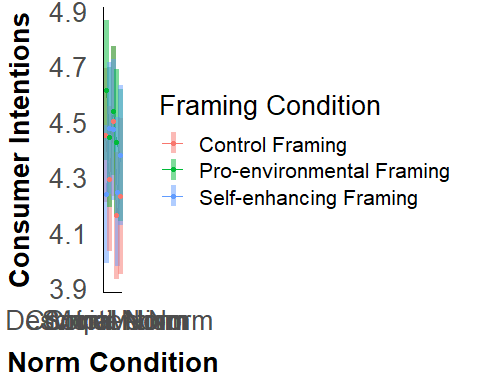 Consumer Intentions
4.9
4.7
4.5
4.3
4.1
3.9
Framing Condition
Control Framing
Pro-environmental Framing
Self-enhancing Framing
Norm
Norm Condition